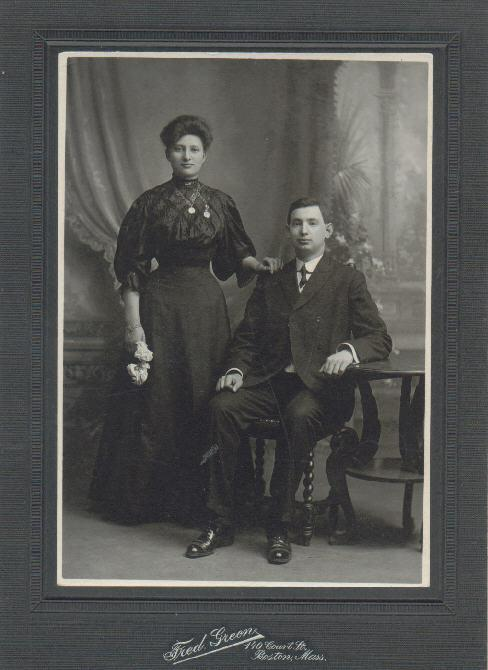 Fred. Green,
140 Court St.,
Boston, Mass.